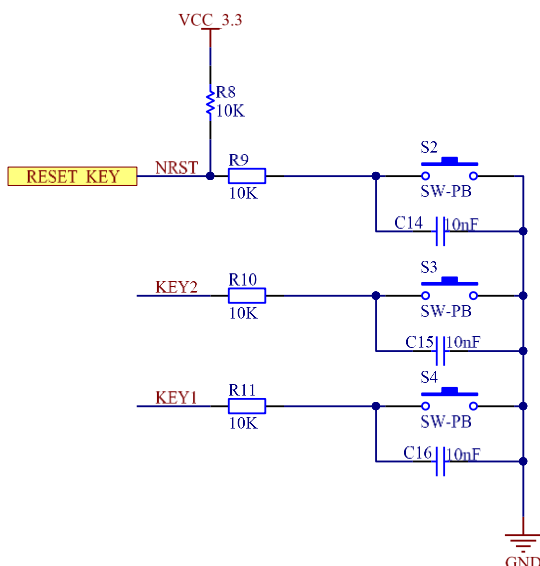 VCC_3.3
R8
10K
RESET_KEY
NRST
R9
10K
S2
SW-PB
C14
10nF
KEY2
R10
10K
S3
SW-PB
C15
10nF
KEY1
R11
10K
S4
SW-PB
C16
10nF
GND